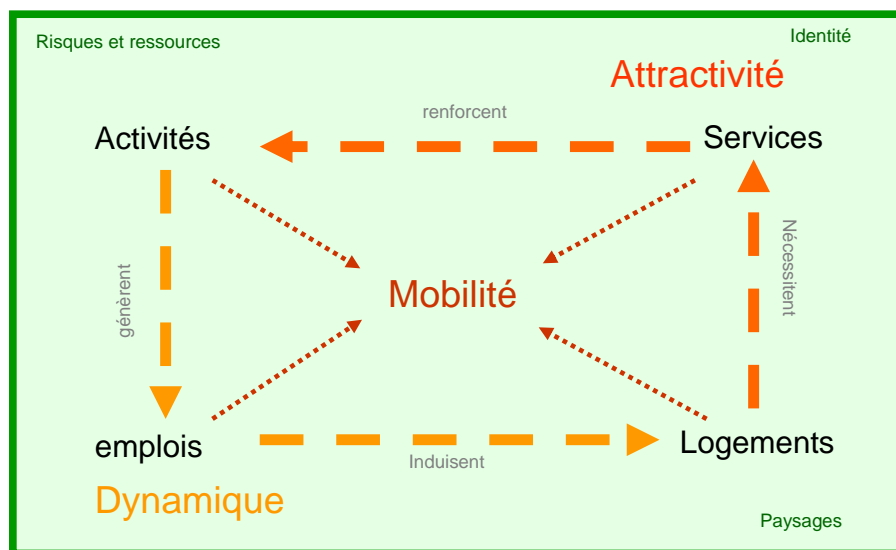 Risques et ressources
Identité
Attractivité
renforcent
Activités
Services
génèrent
Nécessitent
Mobilité
emplois
Induisent
Logements
Dynamique
Paysages